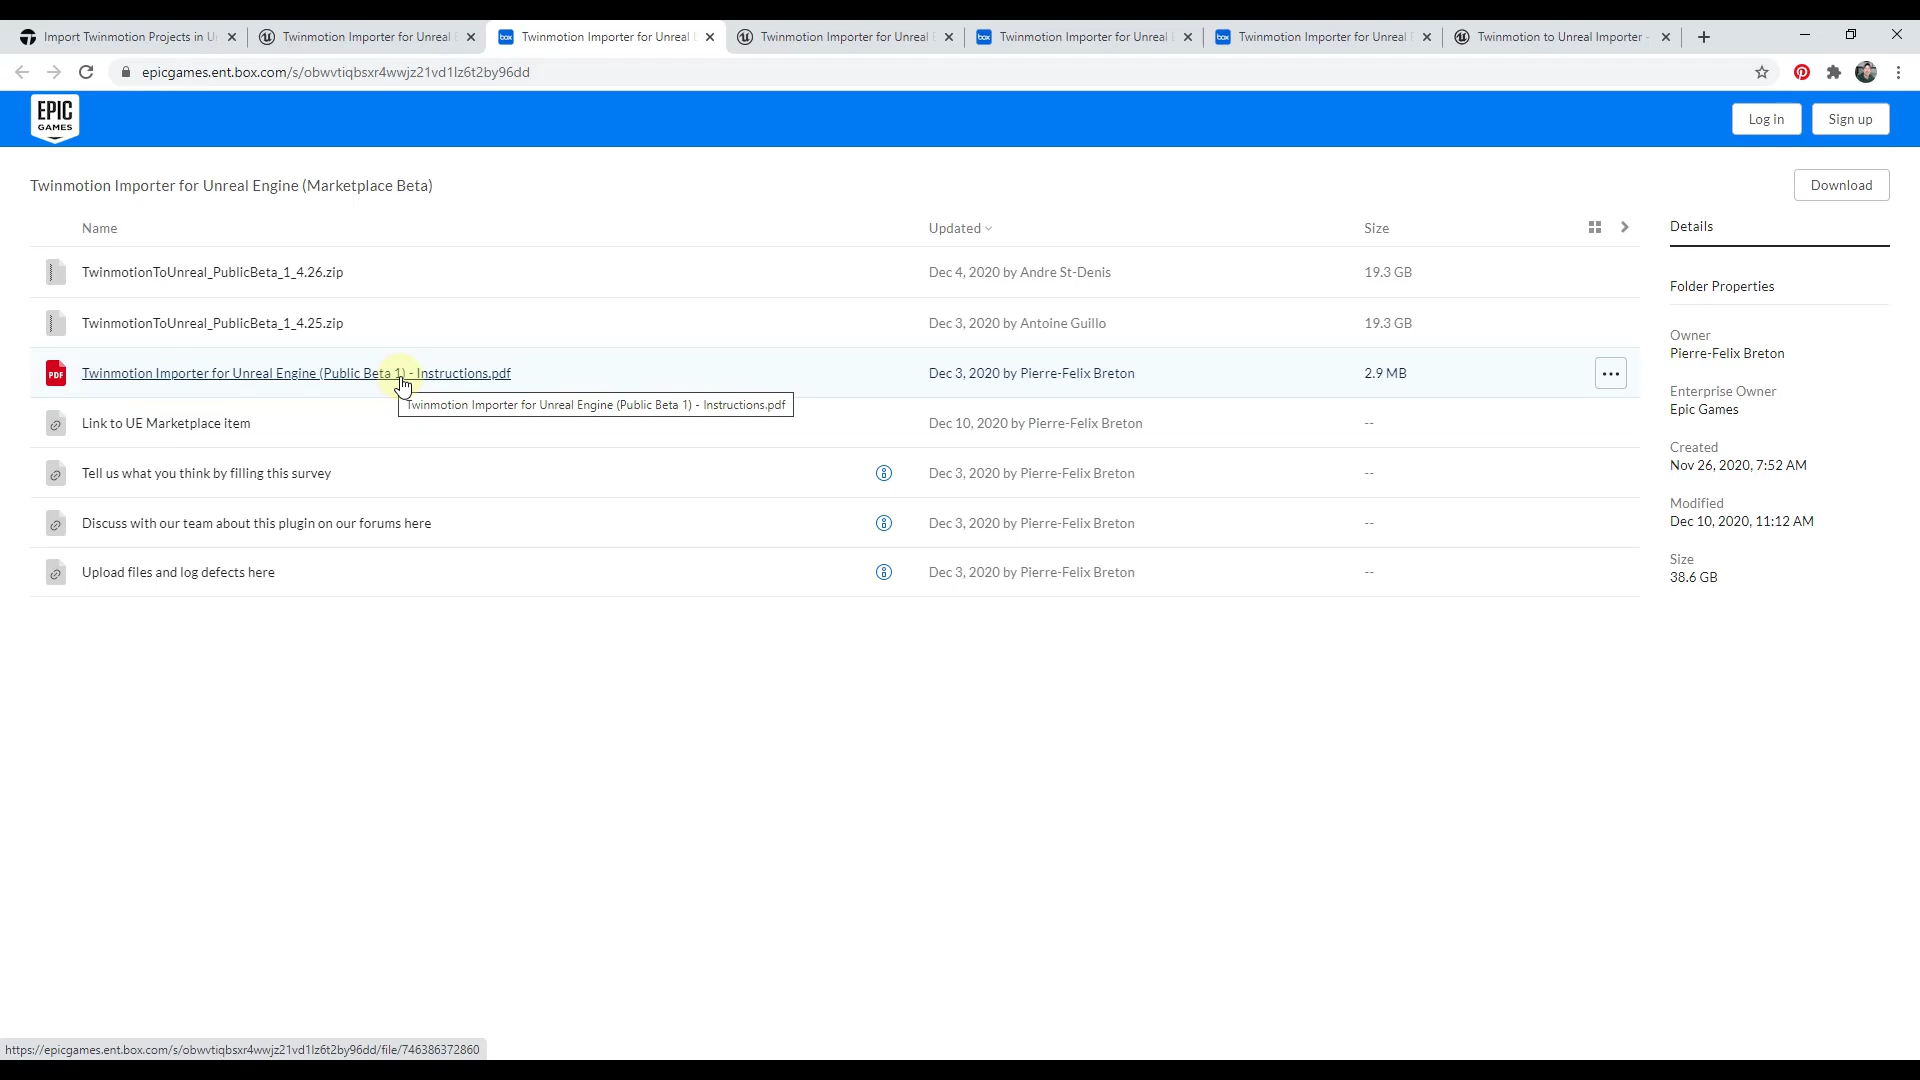 Import Twinmotion Projects in U
Twinmotion Importer for Unreal E
Twinmotion Importer for Unreal E
Twinmotion Importer for Unreal E
Twinmotion Importer for Unreal E
Twinmotion Importer for Unreal E
Twinmotion to Unreal Importer -
epicgames.ent.box.com/s/obwvtiqbsxr4wwjz21vd1lz6t2by96dd
EPIC
GAMES
Log in
Sign up
Twinmotion Importer for Unreal Engine (Marketplace Beta)
Download
Name
Updated
Size
Details
TwinmotionToUnreal_PublicBeta_1_4.26.zip
Dec 4, 2020 by Andre St-Denis
19.3 GB
Folder Properties
TwinmotionToUnreal_PublicBeta_1_4.25.zip
Dec 3, 2020 by Antoine Guillo
19.3 GB
Owner
Pierre-Felix Breton
PDF
Twinmotion Importer for Unreal Engine (Public Beta 1) - Instructions.pdf
Dec 3, 2020 by Pierre-Felix Breton
2.9 MB
Twinmotion Importer for Unreal Engine (Public Beta 1) - Instructions.pdf
Enterprise Owner
Epic Games
Link to UE Marketplace item
Dec 10, 2020 by Pierre-Felix Breton
--
Created
Nov 26, 2020, 7:52 AM
Tell us what you think by filling this survey
Dec 3, 2020 by Pierre-Felix Breton
--
Modified
Dec 10, 2020, 11:12 AM
Discuss with our team about this plugin on our forums here
Dec 3, 2020 by Pierre-Felix Breton
--
Size
38.6 GB
Upload files and log defects here
Dec 3, 2020 by Pierre-Felix Breton
--
https://epicgames.ent.box.com/s/obwvtiqbsxr4wwjz21vd1lz6t2by96dd/file/746386372860